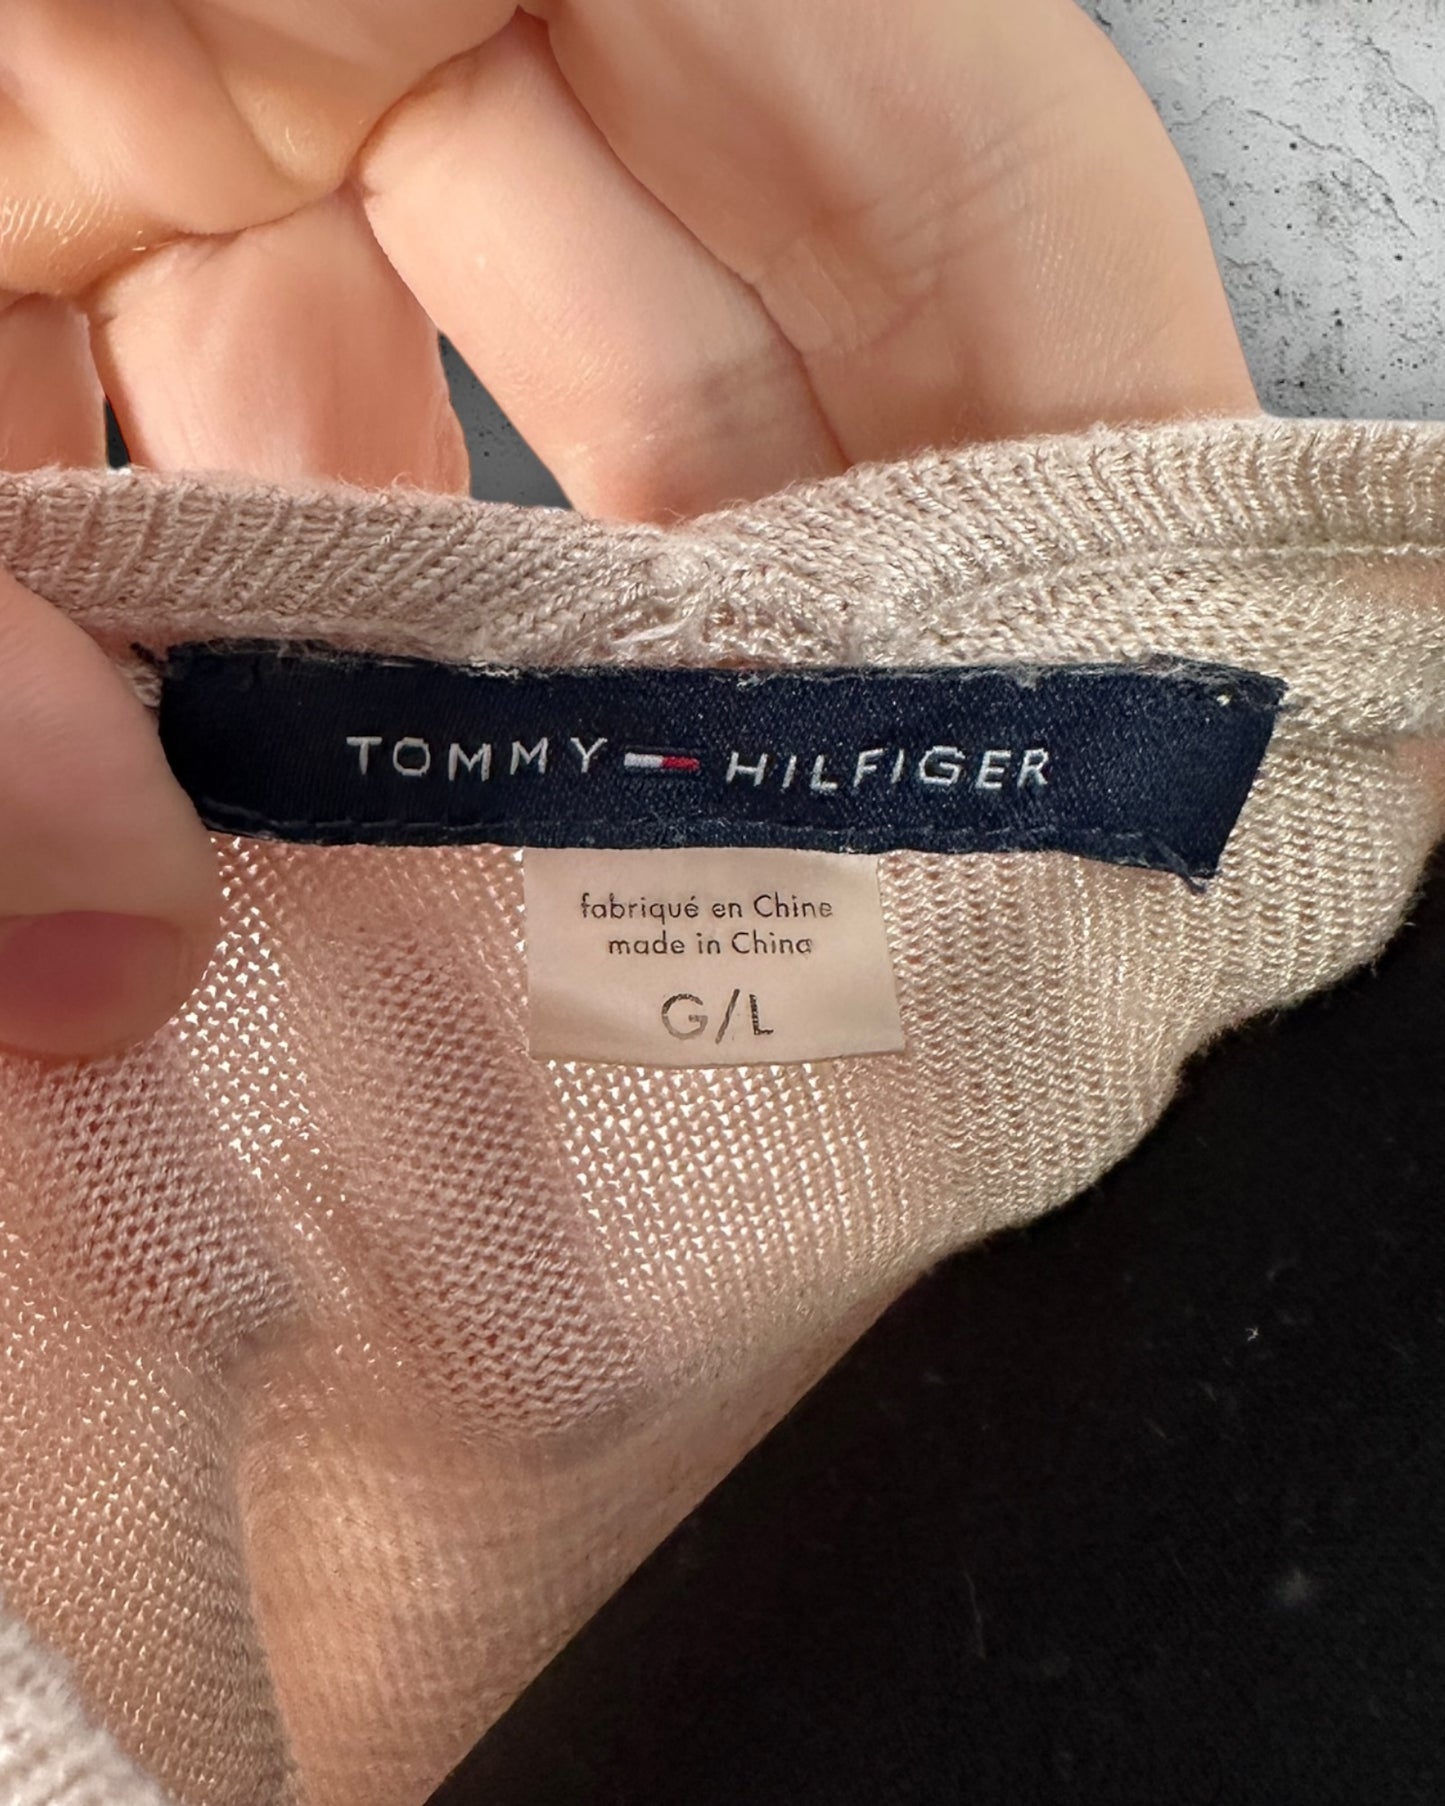 TOMMY HILFIGER
fabriqué en Chine
made in China
G/L